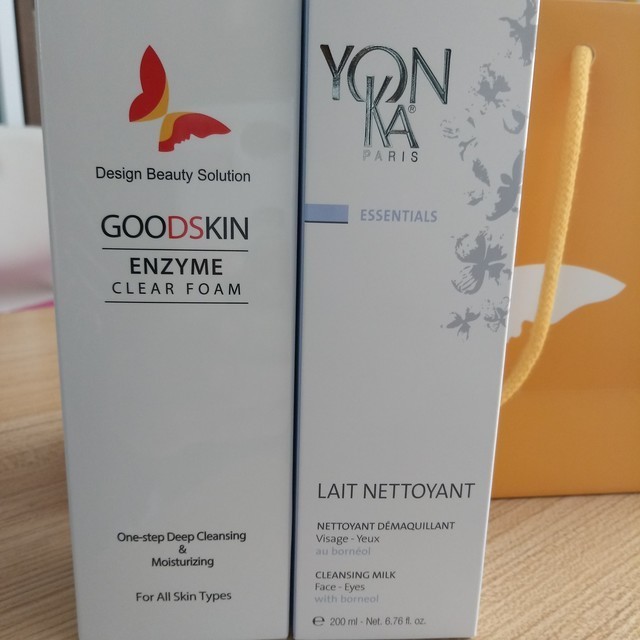 Design Beauty Solution
GOODSKIN
ENZYME
CLEAR FOAM
One-step Deep Cleansing
&
Moisturizing
For All Skin Types
YON
KA®
PARIS
ESSENTIALS
LAIT NETTOYANT
NETTOYANT DÉMAQUILLANT
Visage - Yeux
au bornéol
CLEANSING MILK
Face - Eyes
with borneol
℮ 200 ml - Net. 6.76 fl. oz.